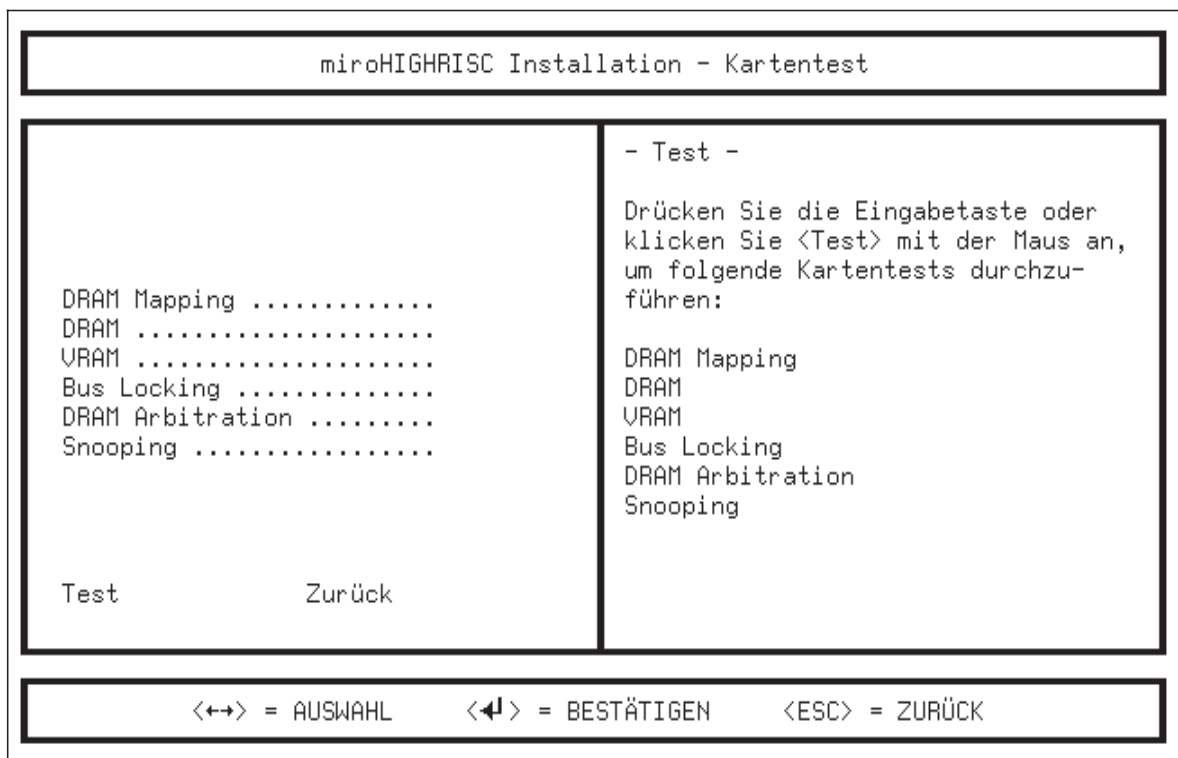 miroHIGHRISC Installation - Kartentest
DRAM Mapping .............
DRAM .....................
VRAM .....................
Bus Locking ..............
DRAM Arbitration .........
Snooping .................
Test Zurück
- Test -
Drücken Sie die Eingabetaste oder
klicken Sie <Test> mit der Maus an,
um folgende Kartentests durchzu-
führen:
DRAM Mapping
DRAM
VRAM
Bus Locking
DRAM Arbitration
Snooping
<←→> = AUSWAHL <↵> = BESTÄTIGEN <ESC> = ZURÜCK